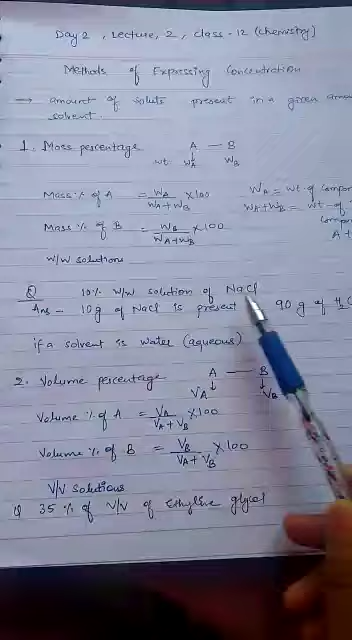 Day 2, Lecture, 2, class-12 (chemistry)
Methods of Expressing Concentration
→ amount of solute present in a given
solvent.
1. Mass percentage A — B
wt. WA WB
Mass % of A = WA/WA+WB ×100 WA = wt of
WA+WB = wt of
Mass % of B = WB/WA+WB ×100
W/W solutions
Q 10% W/W solution of NaCl
Ans - 10g of NaCl is present 90 g of
if a solvent is water (aqueous)
2. Volume percentage A — B
VA VB
Volume % of A = VA/VA+VB ×100
Volume % of B = VB/VA+VB ×100
V/V solutions
Q 35% of V/V of ethylene glycol